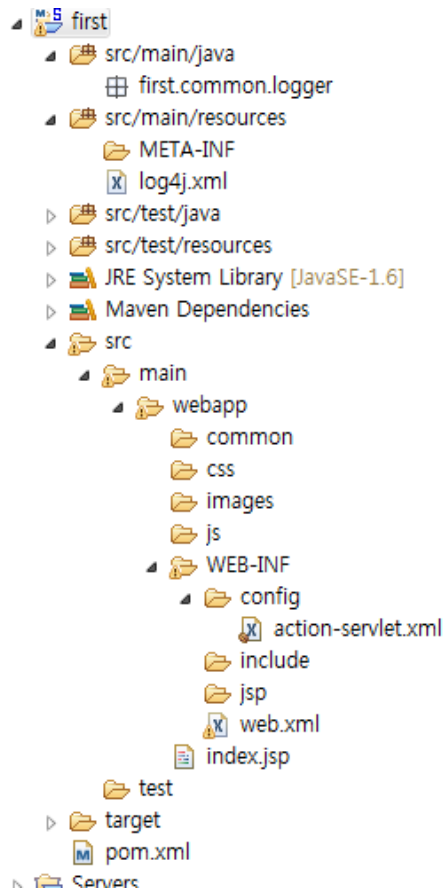 first
src/main/java
first.common.logger
src/main/resources
META-INF
log4j.xml
src/test/java
src/test/resources
JRE System Library [JavaSE-1.6]
Maven Dependencies
src
main
webapp
common
css
images
js
WEB-INF
config
action-servlet.xml
include
jsp
web.xml
index.jsp
test
target
pom.xml
Servers